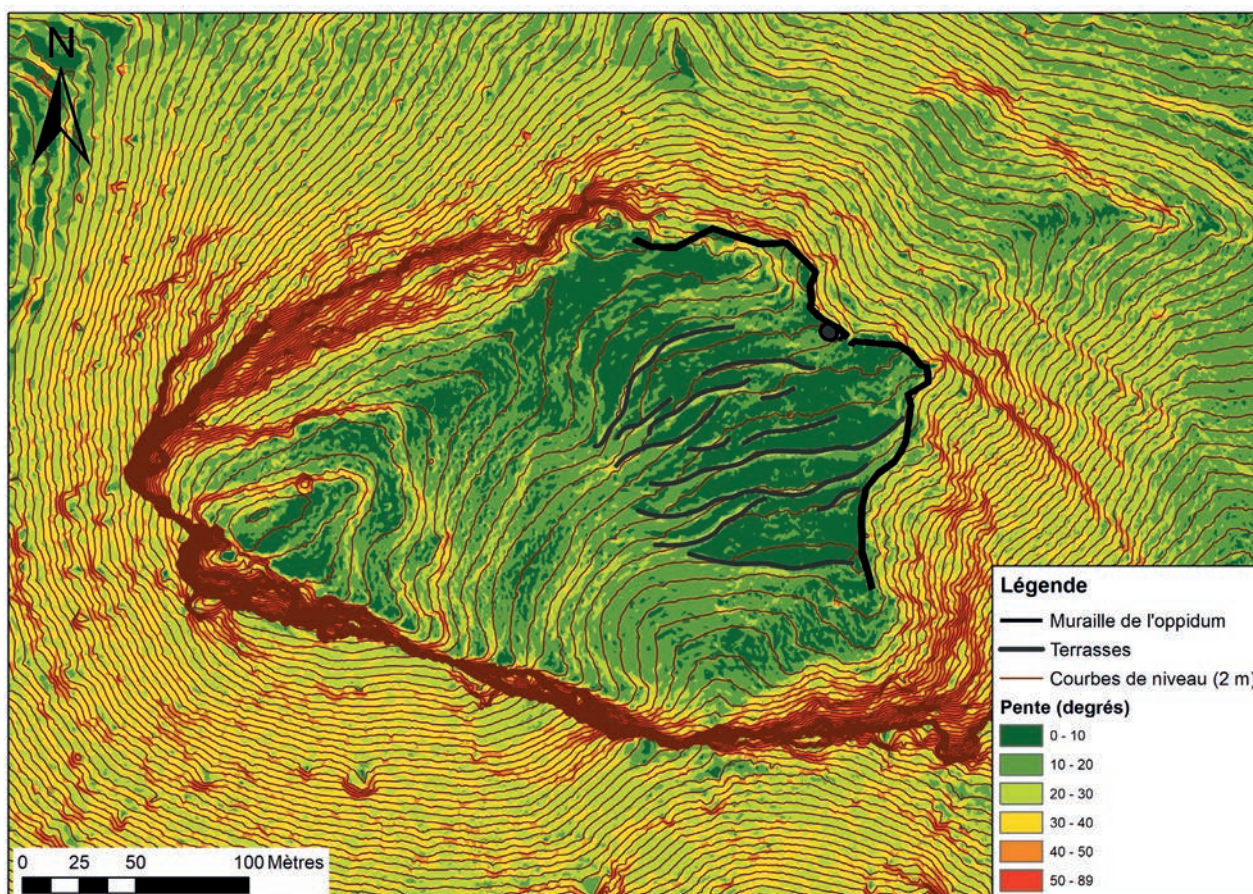 N
Légende
Muraille de l'oppidum
Terrasses
Courbes de niveau (2 m)
Pente (degrés)
0 - 10
10 - 20
20 - 30
30 - 40
40 - 50
50 - 89
0 25 50 100 Mètres